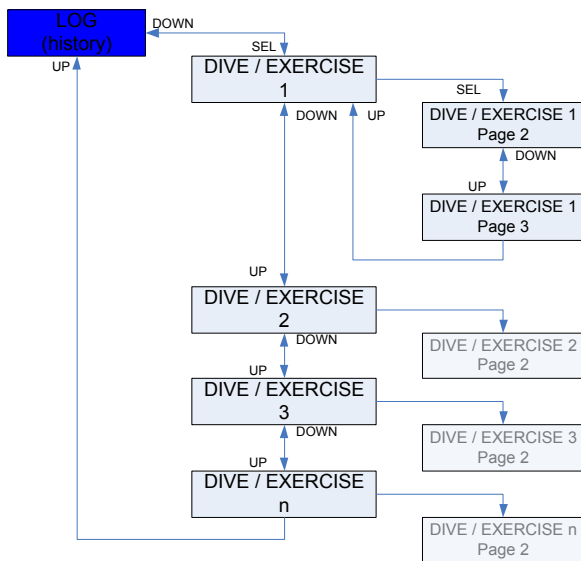 LOG
(history)
DOWN
SEL
UP
DIVE / EXERCISE
1
SEL
DOWN
UP
DIVE / EXERCISE 1
Page 2
DOWN
UP
DIVE / EXERCISE 1
Page 3
UP
DIVE / EXERCISE
2
DOWN
DIVE / EXERCISE 2
Page 2
UP
DIVE / EXERCISE
3
DOWN
DIVE / EXERCISE 3
Page 2
UP
DIVE / EXERCISE
n
DIVE / EXERCISE n
Page 2